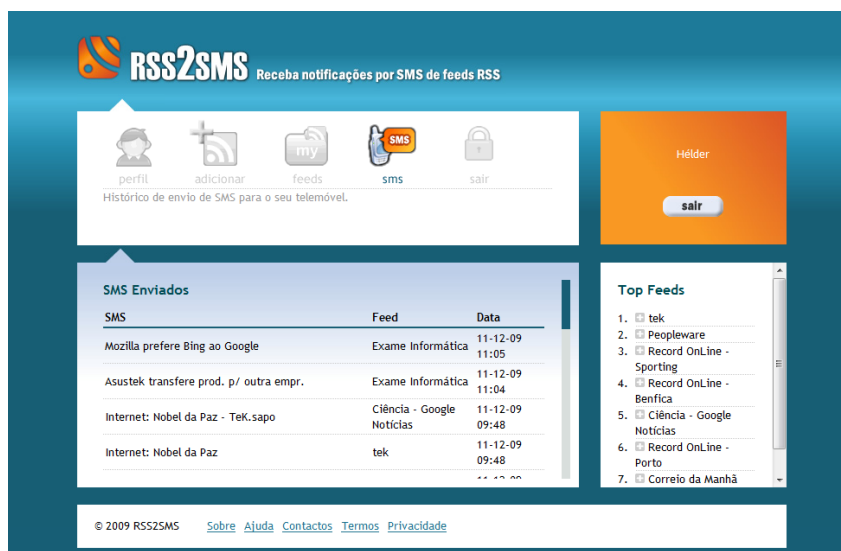 RSS2SMS Receba notificações por SMS de feeds RSS
my
SMS
perfil adicionar feeds sms sair
Histórico de envio de SMS para o seu telemóvel.
Hélder
sair
SMS Enviados
SMS Feed Data
Mozilla prefere Bing ao Google Exame Informática 11-12-09
11:05
Asustek transfere prod. p/ outra empr. Exame Informática 11-12-09
11:04
Internet: Nobel da Paz - TeK.sapo Ciência - Google 11-12-09
Notícias 09:48
Internet: Nobel da Paz tek 11-12-09
09:48
Top Feeds
1. tek
2. Peopleware
3. Record OnLine -
Sporting
4. Record OnLine -
Benfica
5. Ciência - Google
Notícias
6. Record OnLine -
Porto
7. Correio da Manhã
© 2009 RSS2SMS Sobre Ajuda Contactos Termos Privacidade